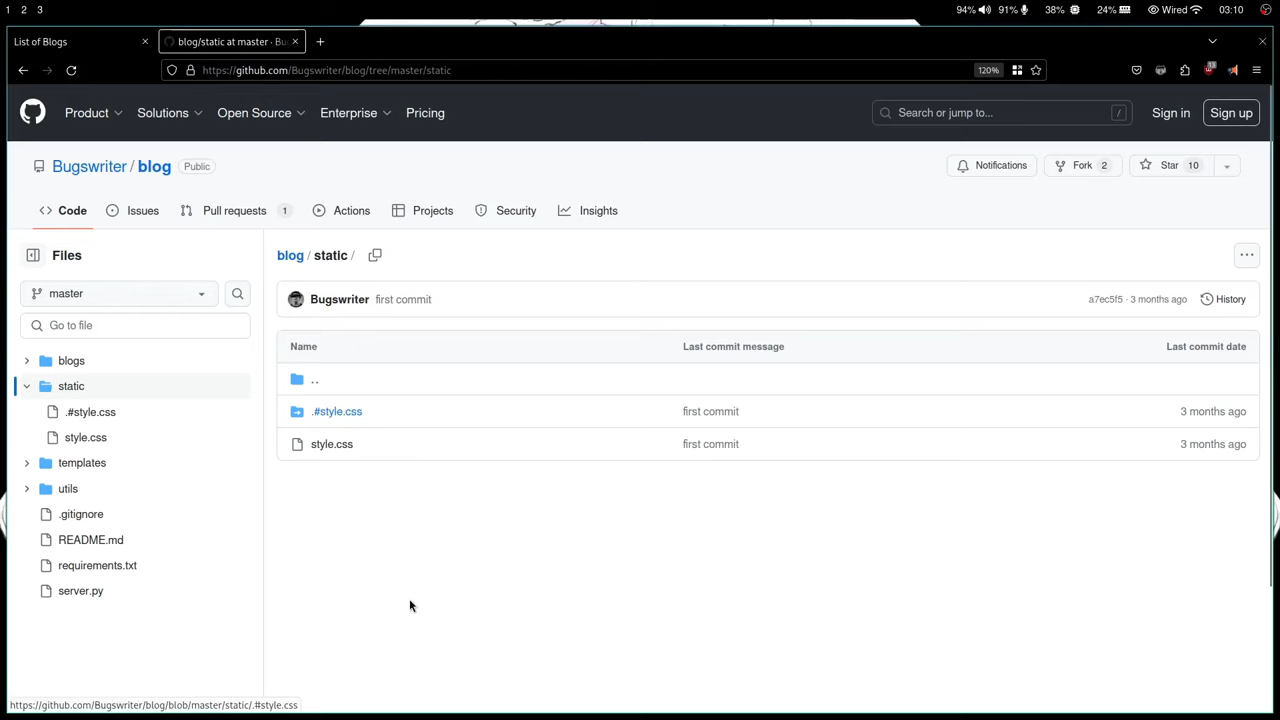 1 2 3 94% 91% 38% 24% Wired 03:10
List of Blogs blog/static at master · Bu
https://github.com/Bugswriter/blog/tree/master/static 120% 13
Product Solutions Open Source Enterprise Pricing Search or jump to... / Sign in Sign up
Bugswriter / blog Public Notifications Fork 2 Star 10
Code Issues Pull requests 1 Actions Projects Security Insights
Files
blog / static /
master
Bugswriter first commit a7ec5f5 · 3 months ago History
Go to file
Name Last commit message Last commit date
blogs
..
static
.#style.css
.#style.css first commit 3 months ago
style.css
style.css first commit 3 months ago
templates
utils
.gitignore
README.md
requirements.txt
server.py
https://github.com/Bugswriter/blog/blob/master/static/.#style.css